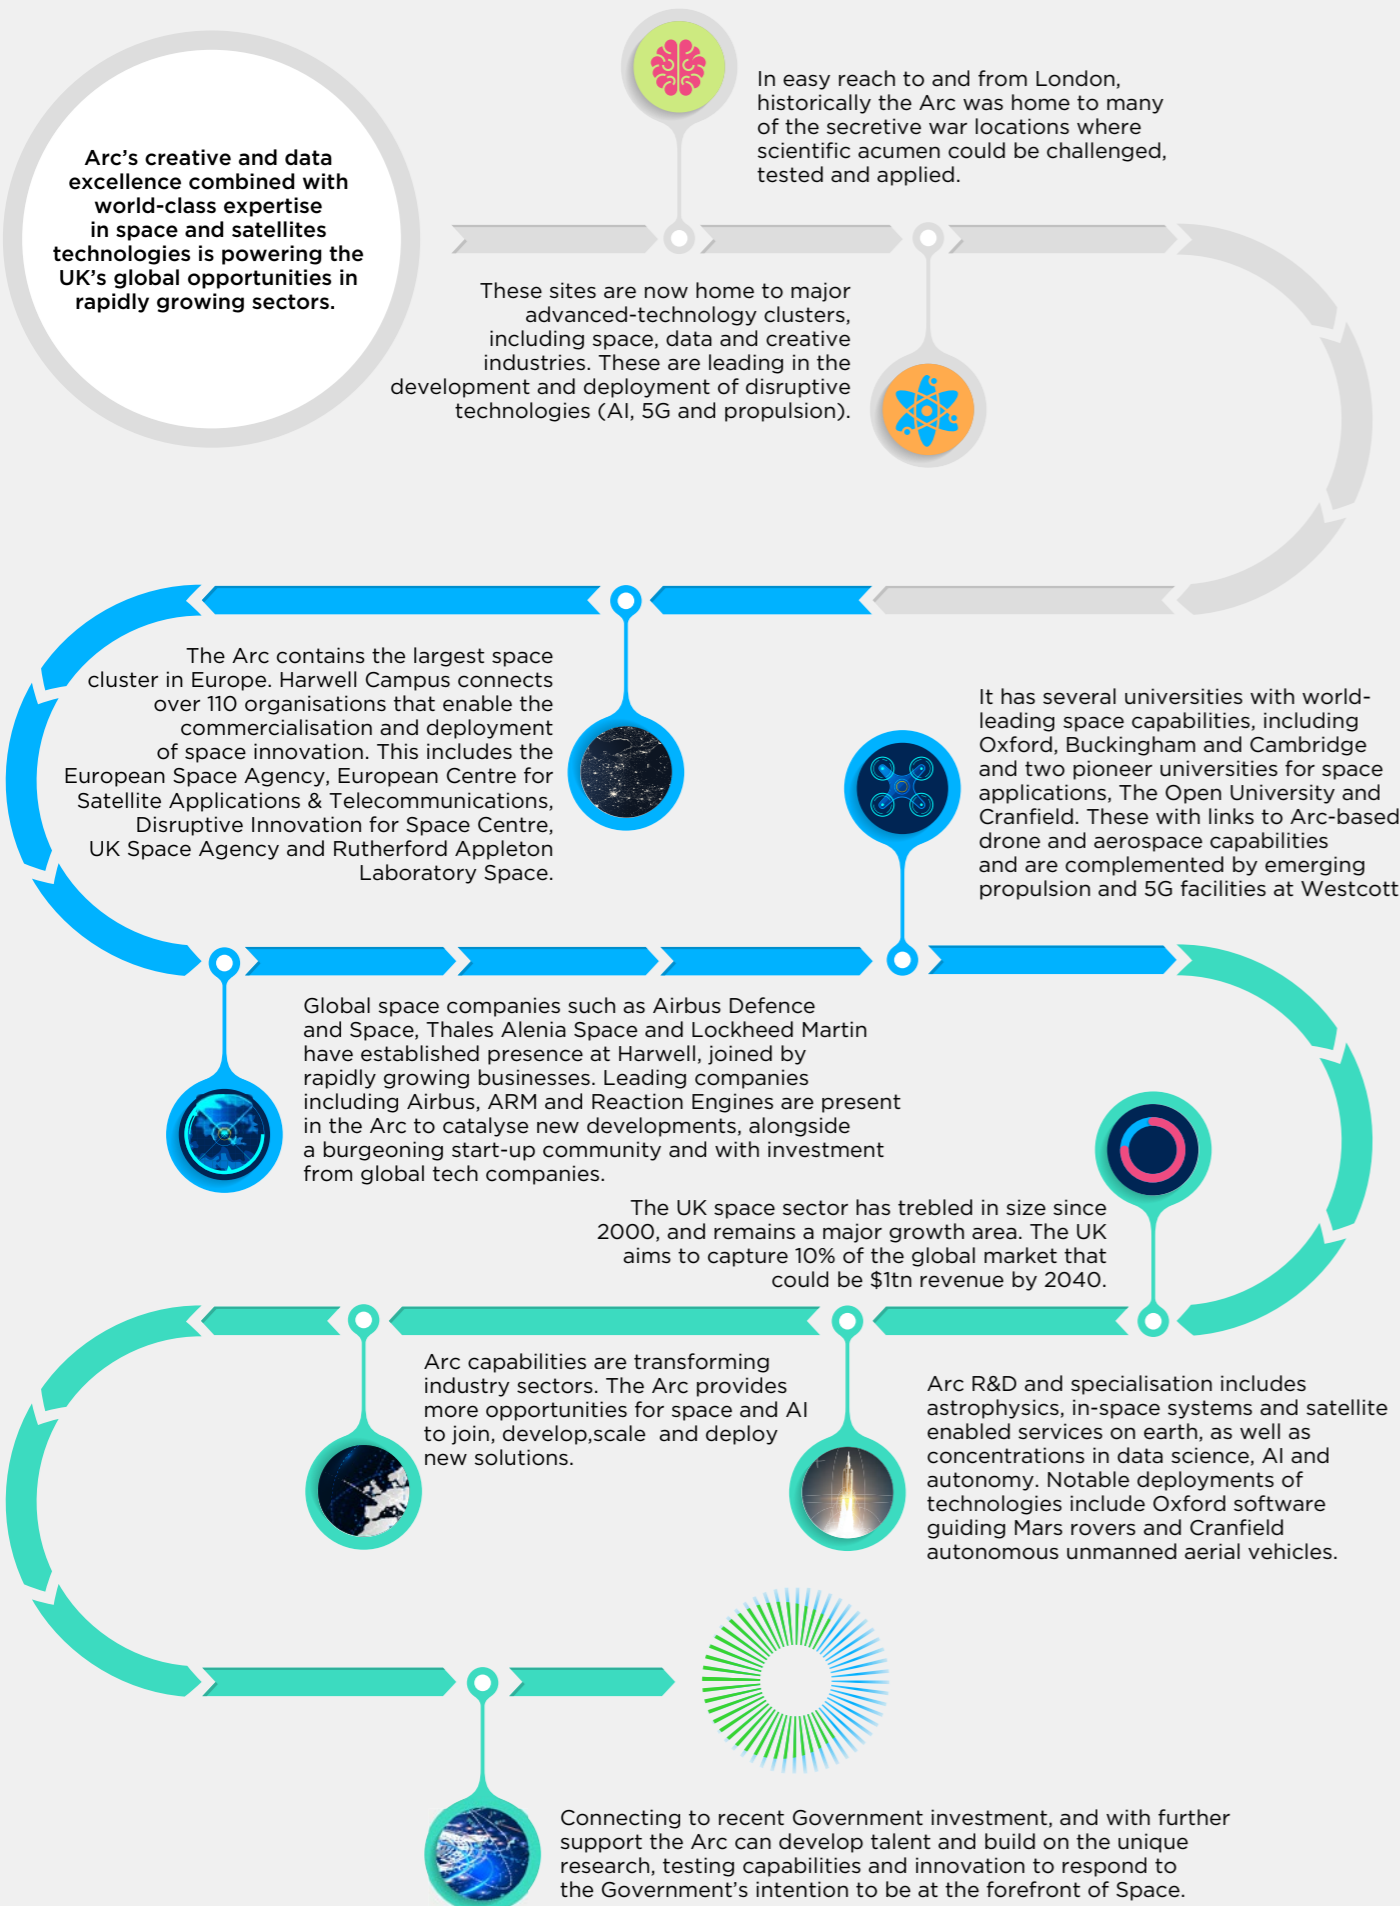 Arc's creative and data
excellence combined with
world-class expertise
in space and satellites
technologies is powering the
UK's global opportunities in
rapidly growing sectors.
In easy reach to and from London,
historically the Arc was home to many
of the secretive war locations where
scientific acumen could be challenged,
tested and applied.
These sites are now home to major
advanced-technology clusters,
including space, data and creative
industries. These are leading in the
development and deployment of disruptive
technologies (AI, 5G and propulsion).
The Arc contains the largest space
cluster in Europe. Harwell Campus connects
over 110 organisations that enable the
commercialisation and deployment
of space innovation. This includes the
European Space Agency, European Centre for
Satellite Applications & Telecommunications,
Disruptive Innovation for Space Centre,
UK Space Agency and Rutherford Appleton
Laboratory Space.
Global space companies such as Airbus Defence
and Space, Thales Alenia Space and Lockheed Martin
have established presence at Harwell, joined by
rapidly growing businesses. Leading companies
including Airbus, ARM and Reaction Engines are present
in the Arc to catalyse new developments, alongside
a burgeoning start-up community and with investment
from global tech companies.
It has several universities with world-
leading space capabilities, including
Oxford, Buckingham and Cambridge
and two pioneer universities for space
applications, The Open University and
Cranfield. These with links to Arc-based
drone and aerospace capabilities
and are complemented by emerging
propulsion and 5G facilities at Westcott
The UK space sector has trebled in size since
2000, and remains a major growth area. The UK
aims to capture 10% of the global market that
could be $1tn revenue by 2040.
Arc R&D and specialisation includes
astrophysics, in-space systems and satellite
enabled services on earth, as well as
concentrations in data science, AI and
autonomy. Notable deployments of
technologies include Oxford software
guiding Mars rovers and Cranfield
autonomous unmanned aerial vehicles.
Arc capabilities are transforming
industry sectors. The Arc provides
more opportunities for space and AI
to join, develop,scale  and deploy
new solutions.
Connecting to recent Government investment, and with further
support the Arc can develop talent and build on the unique
research, testing capabilities and innovation to respond to
the Government's intention to be at the forefront of Space.